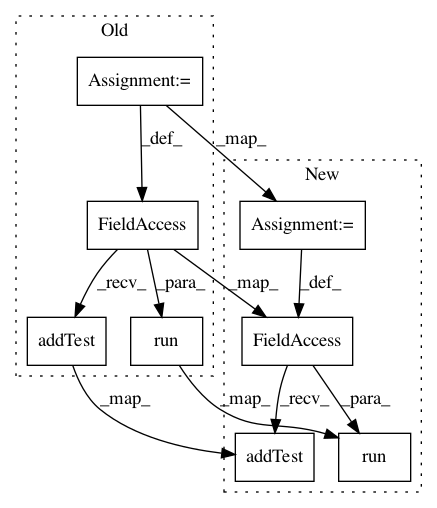 Old
Assignment:=
_def_
_map_
New
FieldAccess
Assignment:=
_recv_
_para_
_map_
_def_
addTest
run
FieldAccess
_map_
_map_
_recv_
_para_
addTest
run